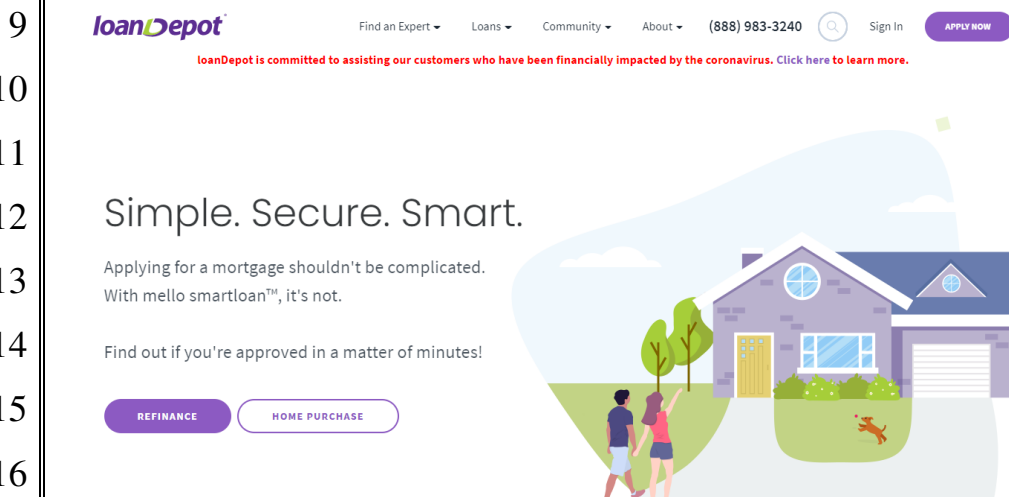 9
loanDepot
Find an Expert Loans Community About (888) 983-3240 Sign In APPLY NOW
loanDepot is committed to assisting our customers who have been financially impacted by the coronavirus. Click here to learn more.
10
11
Simple. Secure. Smart.
12
Applying for a mortgage shouldn't be complicated.
13
With mello smartloan™, it's not.
Find out if you're approved in a matter of minutes!
14
REFINANCE HOME PURCHASE
15
16